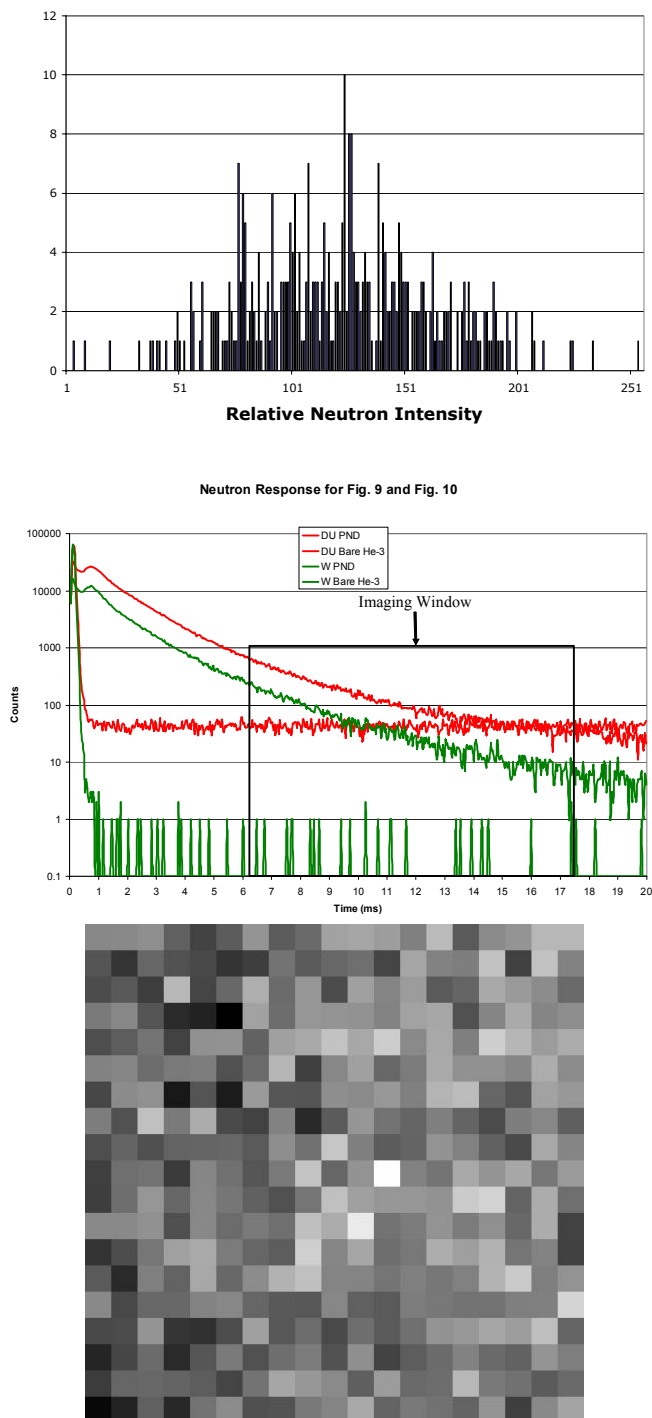 12
10
8
6
4
2
0
1 51 101 151 201 251
Relative Neutron Intensity
Neutron Response for Fig. 9 and Fig. 10
DU PND
DU Bare He-3
W PND
W Bare He-3
Imaging Window
100000
10000
1000
100
10
1
0.1
Counts
0 1 2 3 4 5 6 7 8 9 10 11 12 13 14 15 16 17 18 19 20
Time (ms)